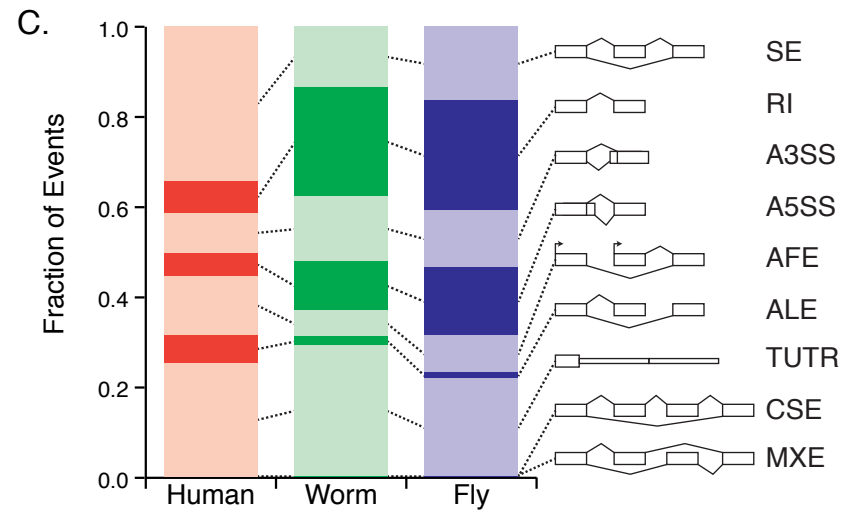 C.
Fraction of Events
1.0
0.8
0.6
0.4
0.2
0.0
Human
Worm
Fly
SE
RI
A3SS
A5SS
AFE
ALE
TUTR
CSE
MXE